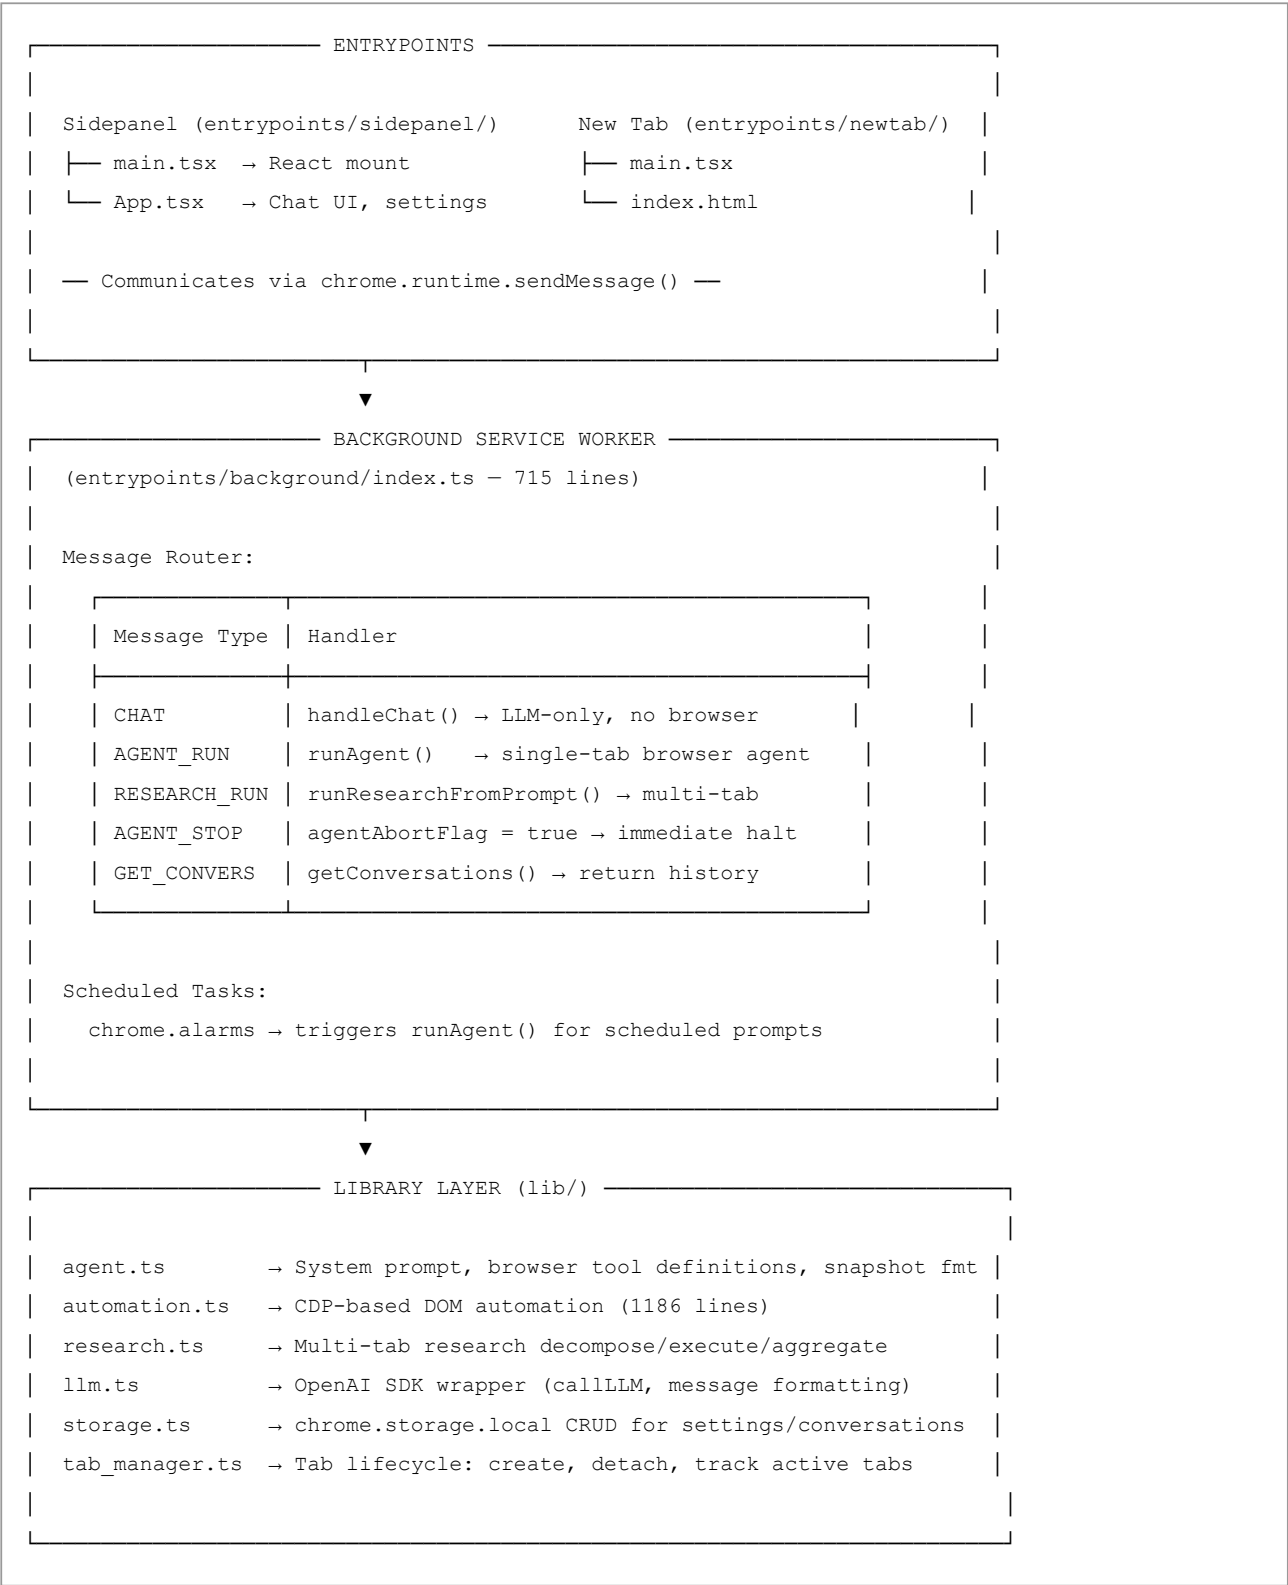 ENTRYPOINTS
Sidepanel (entrypoints/sidepanel/) New Tab (entrypoints/newtab/)
├── main.tsx → React mount ├── main.tsx
└── App.tsx → Chat UI, settings └── index.html
── Communicates via chrome.runtime.sendMessage() ──
▼
BACKGROUND SERVICE WORKER
(entrypoints/background/index.ts — 715 lines)
Message Router:
│ Message Type │ Handler │
│ CHAT │ handleChat() → LLM-only, no browser │
│ AGENT_RUN │ runAgent() → single-tab browser agent │
│ RESEARCH_RUN │ runResearchFromPrompt() → multi-tab │
│ AGENT_STOP │ agentAbortFlag = true → immediate halt │
│ GET_CONVERS │ getConversations() → return history │
Scheduled Tasks:
chrome.alarms → triggers runAgent() for scheduled prompts
▼
LIBRARY LAYER (lib/)
agent.ts → System prompt, browser tool definitions, snapshot fmt
automation.ts → CDP-based DOM automation (1186 lines)
research.ts → Multi-tab research decompose/execute/aggregate
llm.ts → OpenAI SDK wrapper (callLLM, message formatting)
storage.ts → chrome.storage.local CRUD for settings/conversations
tab_manager.ts → Tab lifecycle: create, detach, track active tabs